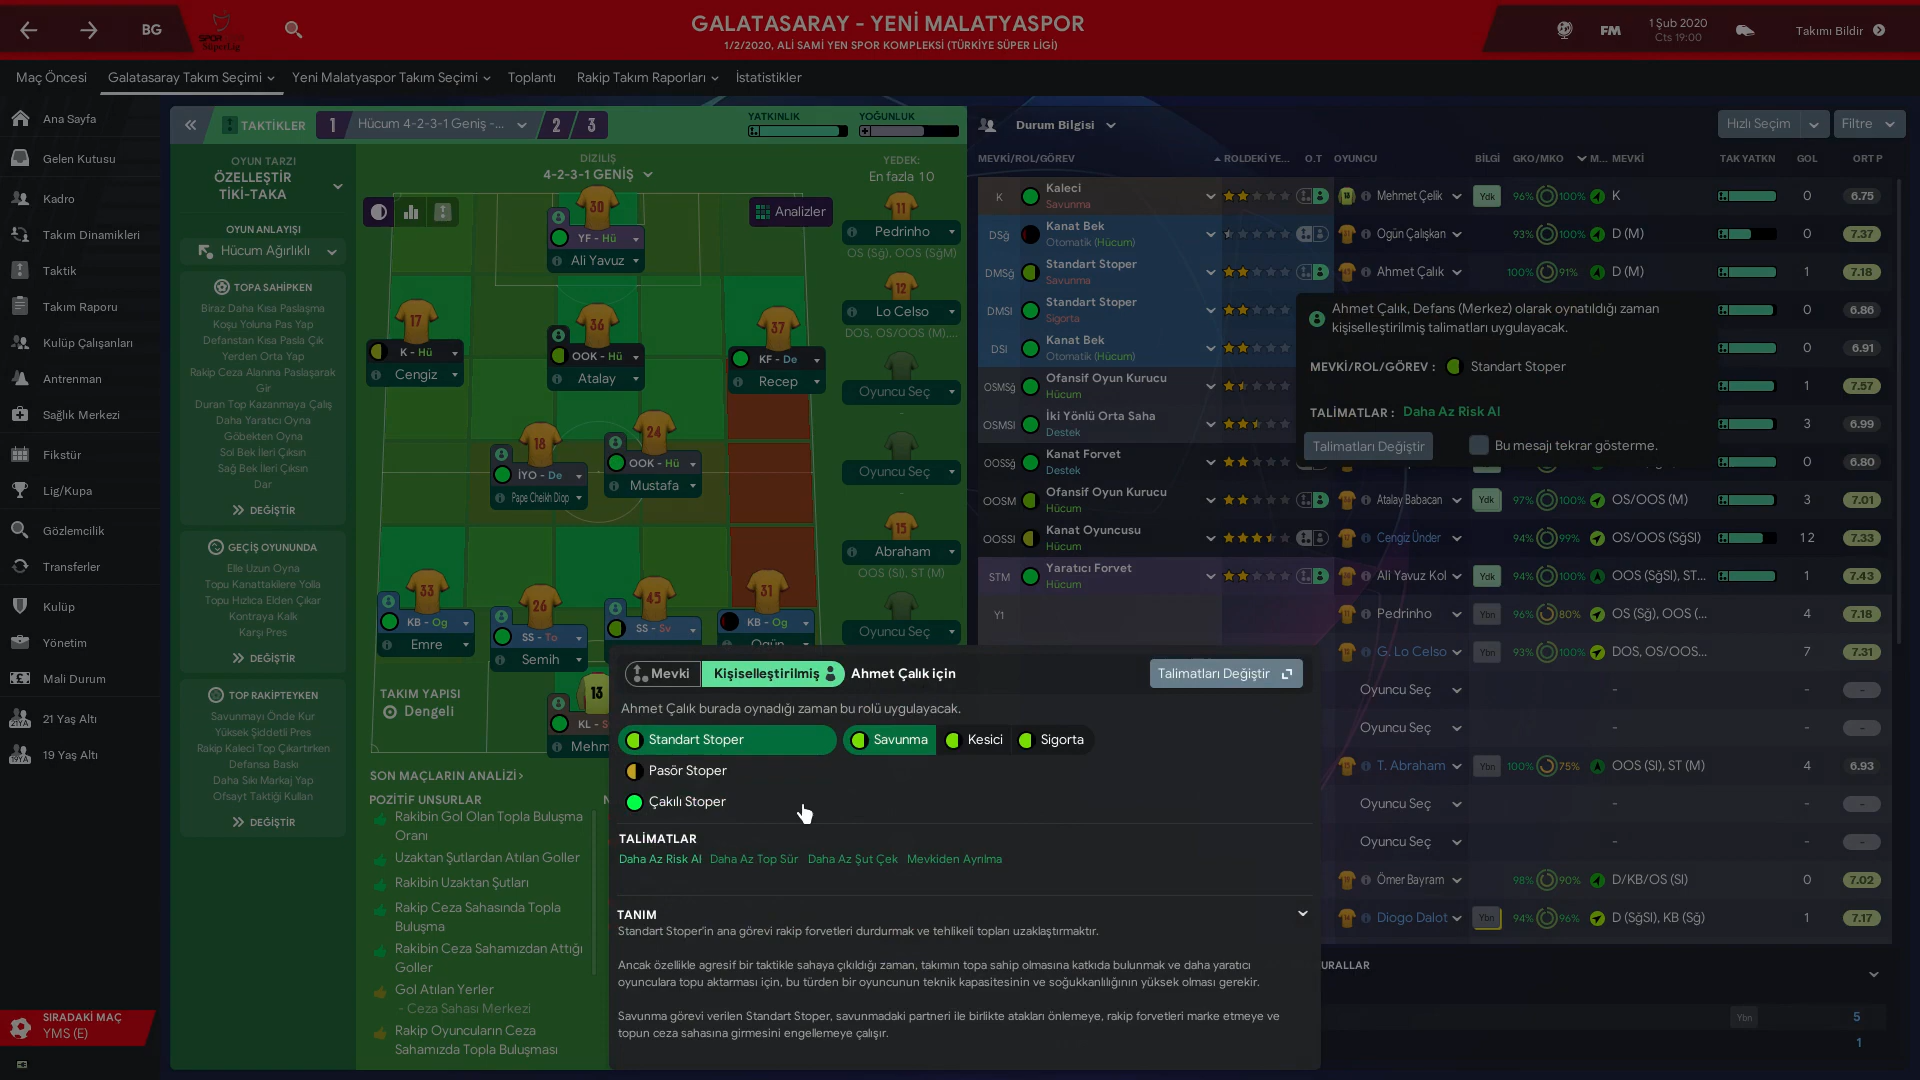 BG
SPOR TOTO SüperLig
GALATASARAY - YENİ MALATYASPOR
1/2/2020, ALİ SAMİ YEN SPOR KOMPLEKSİ (TÜRKİYE SÜPER LİGİ)
FM
1 Şub 2020
Cts 19:00
Takımı Bildir
Maç Öncesi
Galatasaray Takım Seçimi
Yeni Malatyaspor Takım Seçimi
Toplantı
Rakip Takım Raporları
İstatistikler
Ana Sayfa
Gelen Kutusu
Kadro
Takım Dinamikleri
Taktik
Takım Raporu
Kulüp Çalışanları
Antrenman
Sağlık Merkezi
Fikstür
Lig/Kupa
Gözlemcilik
Transferler
Kulüp
Yönetim
Mali Durum
21 Yaş Altı
19 Yaş Altı
SIRADAKİ MAÇ
YMS (E)
TAKTİKLER
1 Hücum 4-2-3-1 Geniş -... 2 3
YATKINLIK
YOĞUNLUK
OYUN TARZI
ÖZELLEŞTİR
TİKİ-TAKA
OYUN ANLAYIŞI
Hücum Ağırlıklı
TOPA SAHİPKEN
Biraz Daha Kısa Paslaşma
Koşu Yoluna Pas Yap
Defanstan Kısa Pasla Çık
Yerden Orta Yap
Rakip Ceza Alanına Paslaşarak
Gir
Duran Top Kazanmaya Çalış
Daha Yaratıcı Oyna
Göbekten Oyna
Sol Bek İleri Çıksın
Sağ Bek İleri Çıksın
Dar
DEĞİŞTİR
GEÇİŞ OYUNUNDA
Elle Uzun Oyna
Topu Kanattakilere Yolla
Topu Hızlıca Elden Çıkar
Kontraya Kalk
Karşı Pres
DEĞİŞTİR
TOP RAKİPTEYKEN
Savunmayı Önde Kur
Yüksek Şiddetli Pres
Rakip Kaleci Top Çıkartırken
Defansa Baskı
Daha Sıkı Markaj Yap
Ofsayt Taktiği Kullan
DEĞİŞTİR
DİZİLİŞ
4-2-3-1 GENİŞ
Analizler
30
YF - Hü
Ali Yavuz
17
K - Hü
Cengiz
36
OOK - Hü
Atalay
37
KF - De
Recep
18
İYO - De
Pape Cheikh Diop
24
OOK - Hü
Mustafa
33
KB - Og
Emre
26
SS - To
Semih
45
SS - Sv
31
KB - Og
Ogün
13
KL - S
Mehm
TAKIM YAPISI
Dengeli
YEDEK:
En fazla 10
11
Pedrinho
OS (Sğ), OOS (SğM)
12
Lo Celso
DOS, OS/OOS (M)....
Oyuncu Seç
-
Oyuncu Seç
-
15
Abraham
OOS (Sl), ST (M)
Oyuncu Seç
SON MAÇLARIN ANALİZİ>
POZİTİF UNSURLAR
Rakibin Gol Olan Topla Buluşma
Oranı
Uzaktan Şutlardan Atılan Goller
Rakibin Uzaktan Şutları
Rakip Ceza Sahasında Topla
Buluşma
Rakibin Ceza Sahamızdan Attığı
Goller
Gol Atılan Yerler
- Ceza Sahası Merkezi
Rakip Oyuncuların Ceza
Sahamızda Topla Buluşması
Durum Bilgisi
Hızlı Seçim
Filtre
MEVKİ/ROL/GÖREV ROLDEKİ YE... O.T OYUNCU BİLGİ GKO/MKO M... MEVKİ TAK YATKN GOL ORT P
K Kaleci Savunma Mehmet Çelik Ydk 96% 100% K 0 6.75
DSğ Kanat Bek Otomatik (Hücum) Ogün Çalışkan 93% 100% D (M) 0 7.37
DMSğ Standart Stoper Savunma Ahmet Çalık 100% 91% D (M) 1 7.18
DMSl Standart Stoper Sigorta 0 6.86
DSl Kanat Bek Otomatik (Hücum) 0 6.91
OSMSğ Ofansif Oyun Kurucu Hücum 1 7.57
OSMSl İki Yönlü Orta Saha Destek 3 6.99
OOSSğ Kanat Forvet Destek 0 6.80
OOSM Ofansif Oyun Kurucu Hücum Atalay Babacan Ydk 97% 100% OS/OOS (M) 3 7.01
OOSSl Kanat Oyuncusu Hücum Cengiz Ünder 94% 99% OS/OOS (SğSl) 12 7.33
STM Yaratıcı Forvet Hücum Ali Yavuz Kol Ydk 94% 100% OOS (SğSl), ST... 1 7.43
Y1 Pedrinho Ybn 96% 80% OS (Sğ), OOS (... 4 7.18
G. Lo Celso Ybn 93% 100% DOS, OS/OOS... 7 7.31
Oyuncu Seç - - -
Oyuncu Seç - - -
T. Abraham Ybn 100% 75% OOS (Sl), ST (M) 4 6.93
Oyuncu Seç - - -
Oyuncu Seç - - -
Ömer Bayram 98% 90% D/KB/OS (Sl) 0 7.02
Diogo Dalot Ybn 94% 96% D (SğSl), KB (Sğ) 1 7.17
URALLAR
Ybn 5
1
Ahmet Çalık, Defans (Merkez) olarak oynatıldığı zaman
kişiselleştirilmiş talimatları uygulayacak.
MEVKİ/ROL/GÖREV : Standart Stoper
TALİMATLAR : Daha Az Risk Al
Talimatları Değiştir
Bu mesajı tekrar gösterme.
Mevki
Kişiselleştirilmiş
Ahmet Çalık için
Talimatları Değiştir
Ahmet Çalık burada oynadığı zaman bu rolü uygulayacak.
Standart Stoper
Savunma Kesici Sigorta
Pasör Stoper
Çakılı Stoper
TALİMATLAR
Daha Az Risk Al Daha Az Top Sür Daha Az Şut Çek Mevkiden Ayrılma
TANIM
Standart Stoper'in ana görevi rakip forvetleri durdurmak ve tehlikeli topları uzaklaştırmaktır.
Ancak özellikle agresif bir taktikle sahaya çıkıldığı zaman, takımın topa sahip olmasına katkıda bulunmak ve daha yaratıcı
oyunculara topu aktarması için, bu türden bir oyuncunun teknik kapasitesinin ve soğukkanlılığının yüksek olması gerekir.
Savunma görevi verilen Standart Stoper, savunmadaki partneri ile birlikte atakları önlemeye, rakip forvetleri marke etmeye ve
topun ceza sahasına girmesini engellemeye çalışır.